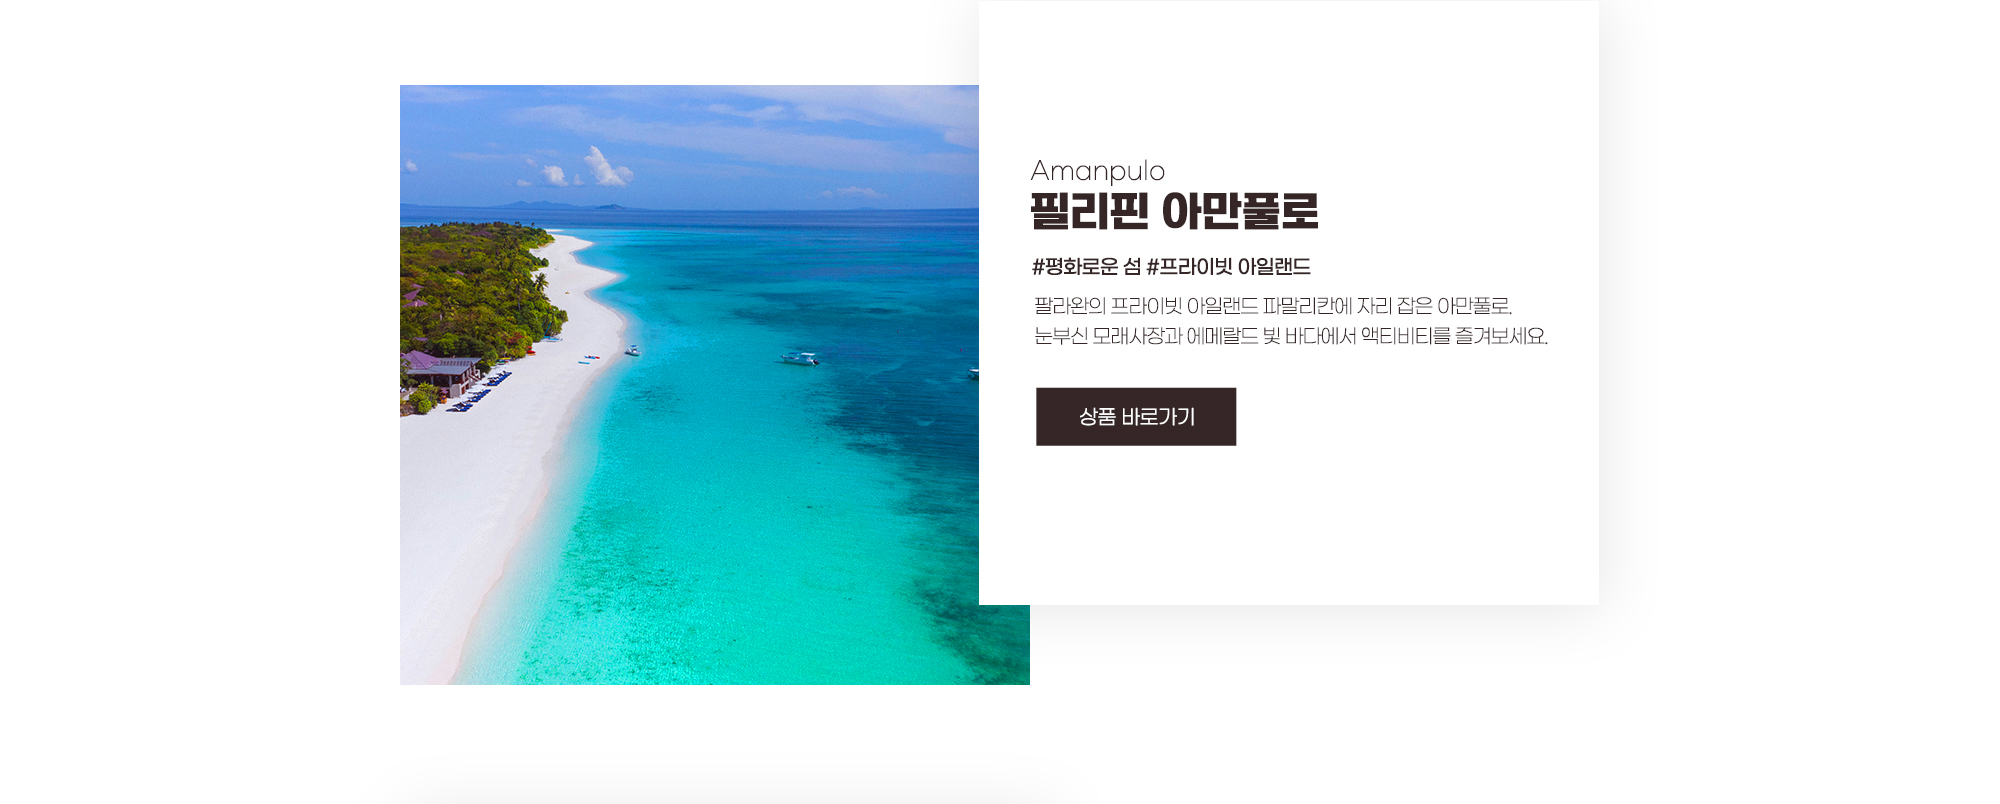 Amanpulo
필리핀 아만풀로
#평화로운 섬 #프라이빗 아일랜드
팔라완의 프라이빗 아일랜드 파말리칸에 자리 잡은 아만풀로.
눈부신 모래사장과 에메랄드 빛 바다에서 액티비티를 즐겨보세요.
상품 바로가기